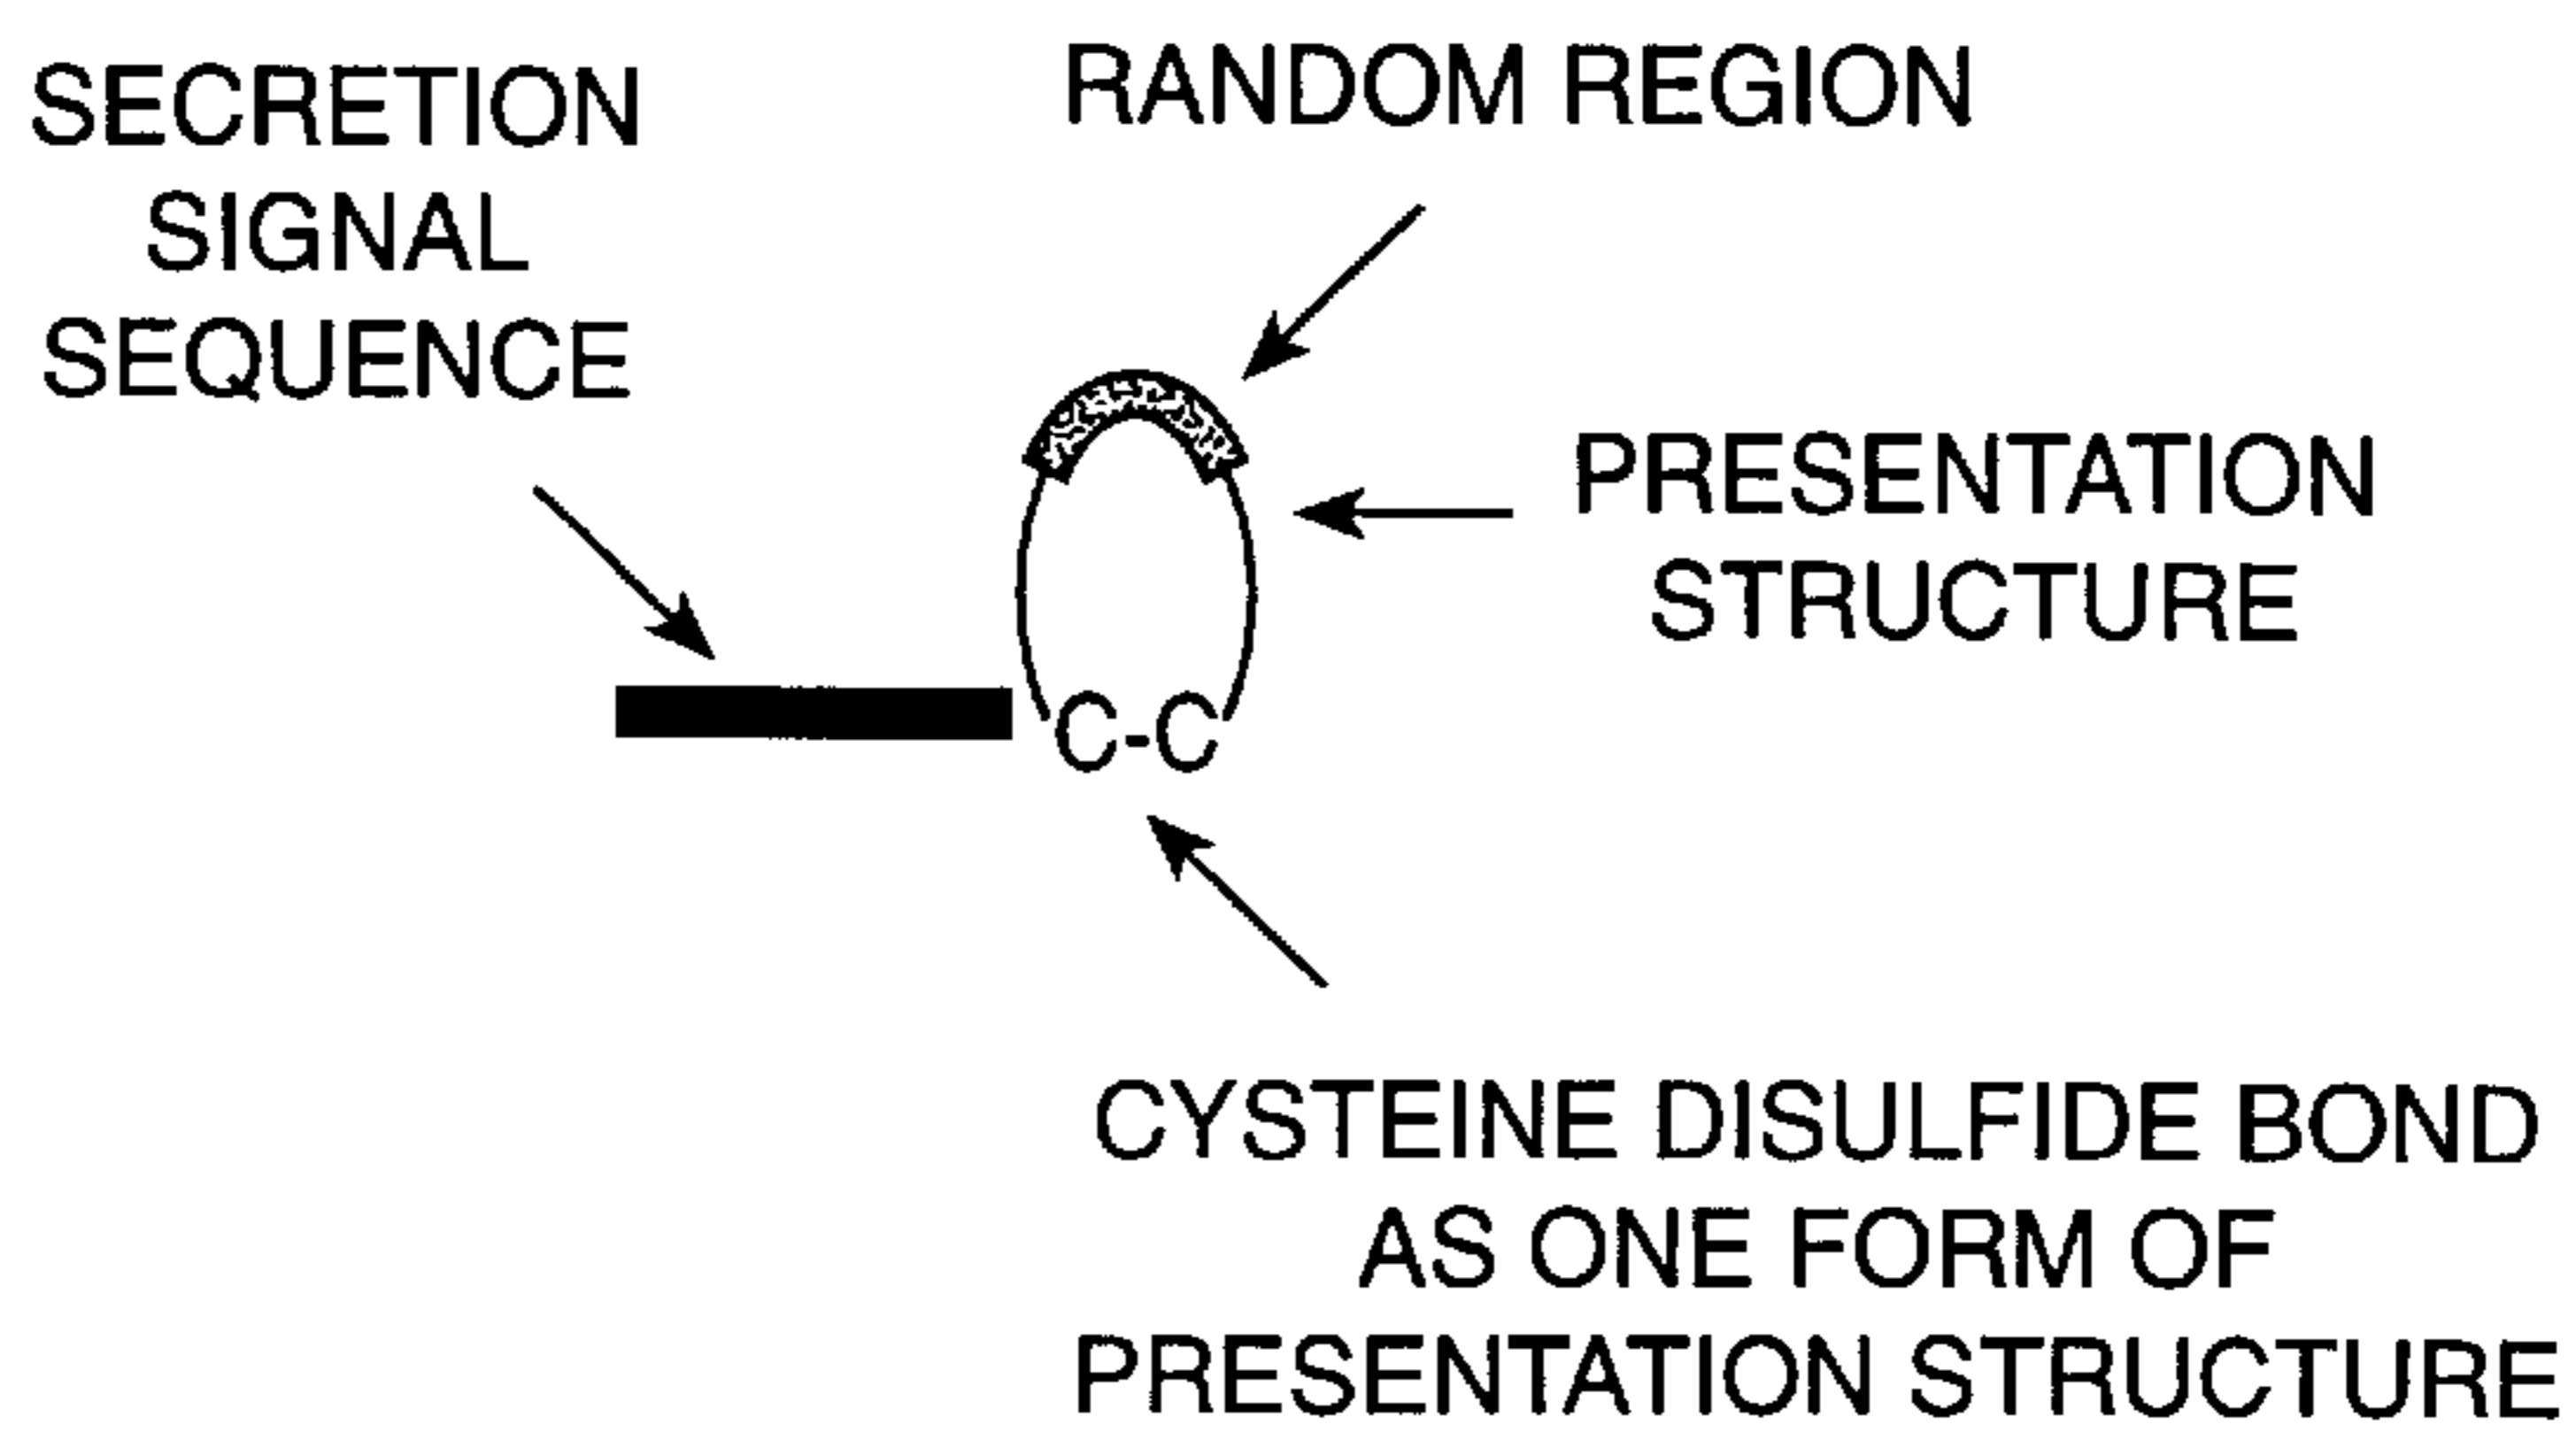 SECRETION
SIGNAL
SEQUENCE
RANDOM REGION
PRESENTATION
STRUCTURE
C-C
CYSTEINE DISULFIDE BOND
AS ONE FORM OF
PRESENTATION STRUCTURE